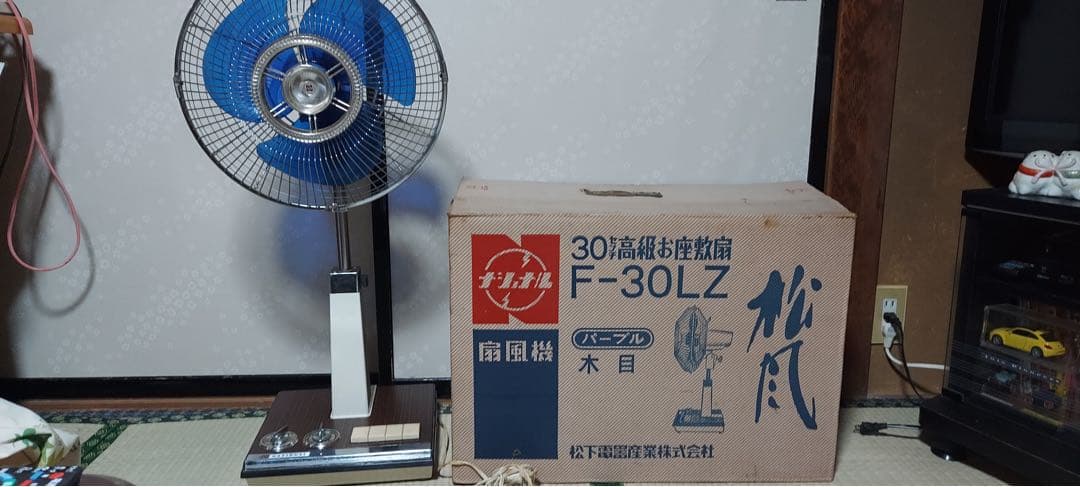 ナショナル
扇風機
30センチ高級お座敷扇
F-30LZ
パープル
木目
松風
松下電器産業株式会社